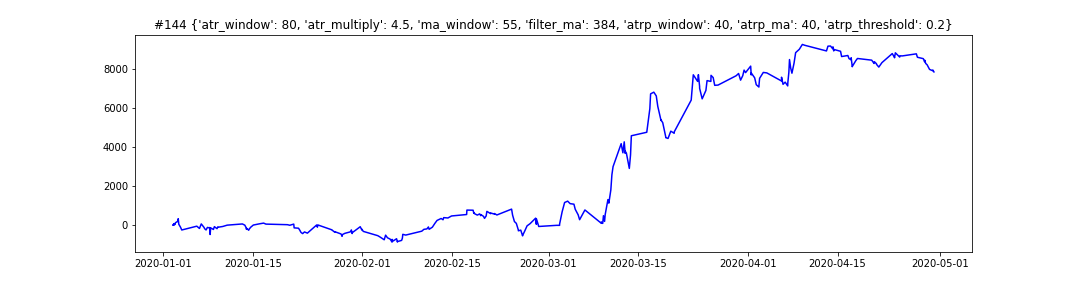 #144 {'atr_window': 80, 'atr_multiply': 4.5, 'ma_window': 55, 'filter_ma': 384, 'atrp_window': 40, 'atrp_ma': 40, 'atrp_threshold': 0.2}
8000
6000
4000
2000
0
2020-01-01 2020-01-15 2020-02-01 2020-02-15 2020-03-01 2020-03-15 2020-04-01 2020-04-15 2020-05-01